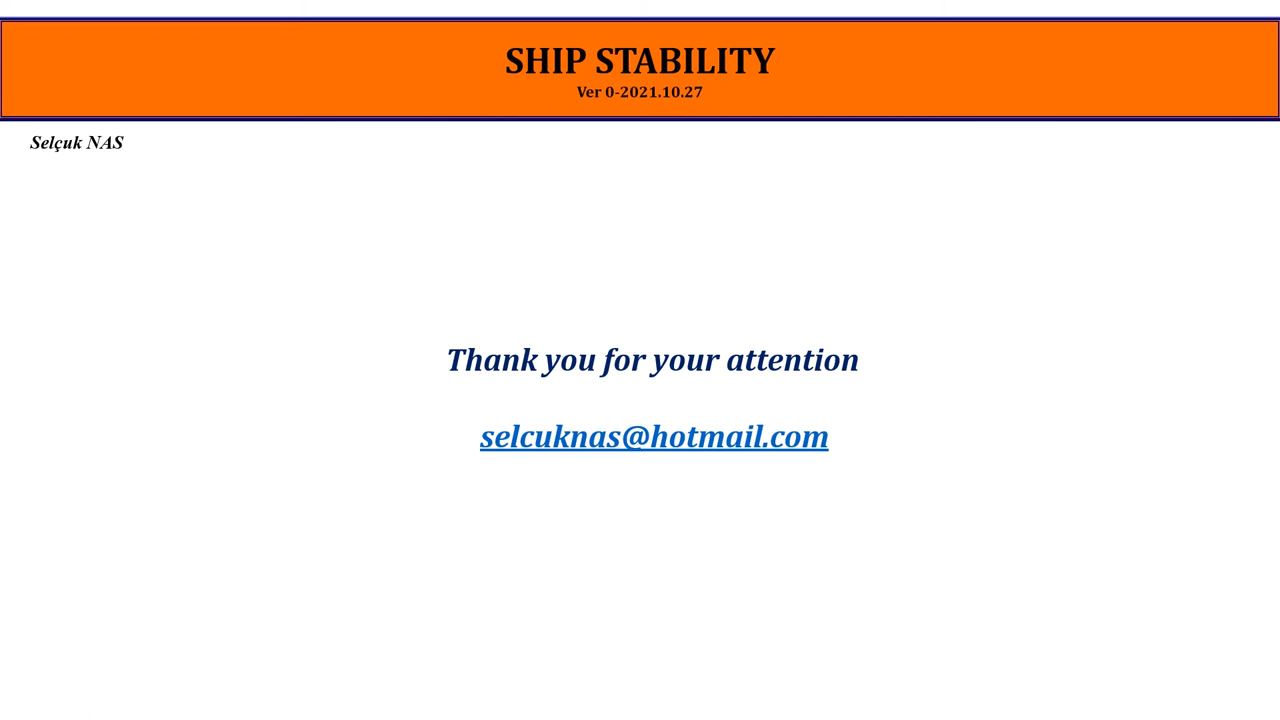 SHIP STABILITY
Ver 0-2021.10.27
Selçuk NAS
Thank you for your attention
selcuknas@hotmail.com